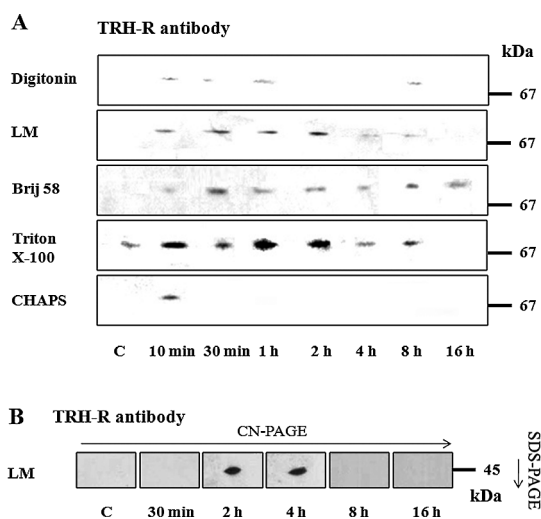 A
TRH-R antibody
kDa
Digitonin
67
LM
67
Brij 58
67
Triton
X-100
67
CHAPS
67
C 10 min 30 min 1 h 2 h 4 h 8 h 16 h
B
TRH-R antibody
CN-PAGE
LM
45
kDa
SDS-PAGE
C 30 min 2 h 4 h 8 h 16 h